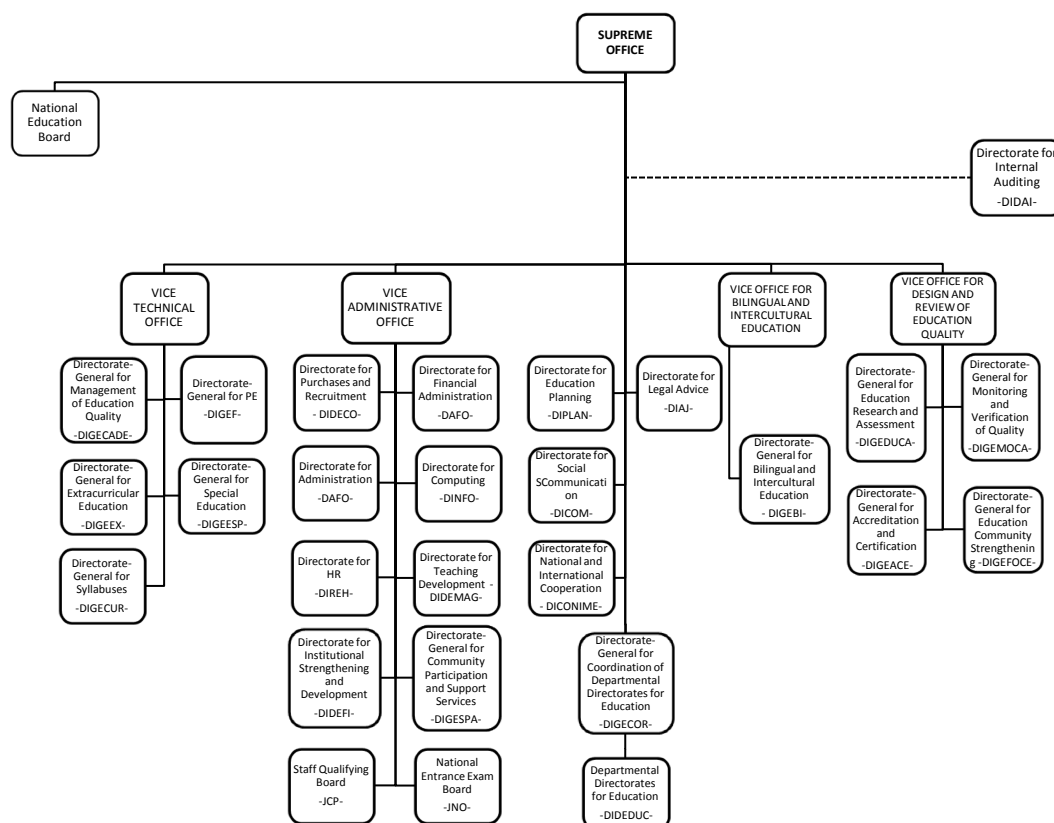 SUPREME
OFFICE
National
Education
Board
Directorate for
Internal
Auditing
-DIDAI-
VICE
TECHNICAL
OFFICE
VICE
ADMINISTRATIVE
OFFICE
VICE OFFICE FOR
BILINGUAL AND
INTERCULTURAL
EDUCATION
VICE OFFICE FOR
DESIGN AND
REVIEW OF
EDUCATION
QUALITY
Directorate-
General for
Management
of Education
Quality
-DIGECADE-
Directorate-
General for PE
-DIGEF-
Directorate for
Purchases and
Recruitment
- DIDECO-
Directorate for
Financial
Administration
-DAFO-
Directorate for
Education
Planning
-DIPLAN-
Directorate for
Legal Advice
-DIAJ-
Directorate-
General for
Education
Research and
Assessment
-DIGEDUCA-
Directorate-
General for
Monitoring
and
Verification
of Quality
-DIGEMOCA-
Directorate-
General for
Extracurricular
Education
-DIGEEX-
Directorate-
General for
Special
Education
-DIGEESP-
Directorate for
Administration
-DAFO-
Directorate for
Computing
-DINFO-
Directorate
for Social
SCommunicati
on
-DICOM-
Directorate-
General for
Bilingual and
Intercultural
Education
- DIGEBI-
Directorate-
General for
Accreditation
and
Certification
-DIGEACE-
Directorate-
General for
Education
Community
Strengthenin
g -DIGEFOCE-
Directorate-
General for
Syllabuses
-DIGECUR-
Directorate for
HR
-DIREH-
Directorate for
Teaching
Development -
DIDEMAG-
Directorate for
National and
International
Cooperation
- DICONIME-
Directorate for
Institutional
Strengthening
and
Development
-DIDEFI-
Directorate-
General for
Community
Participation
and Support
Services
-DIGESPA-
Directorate-
General for
Coordination of
Departmental
Directorates for
Education
-DIGECOR-
Staff Qualifying
Board
-JCP-
National
Entrance Exam
Board
-JNO-
Departmental
Directorates
for Education
-DIDEDUC-